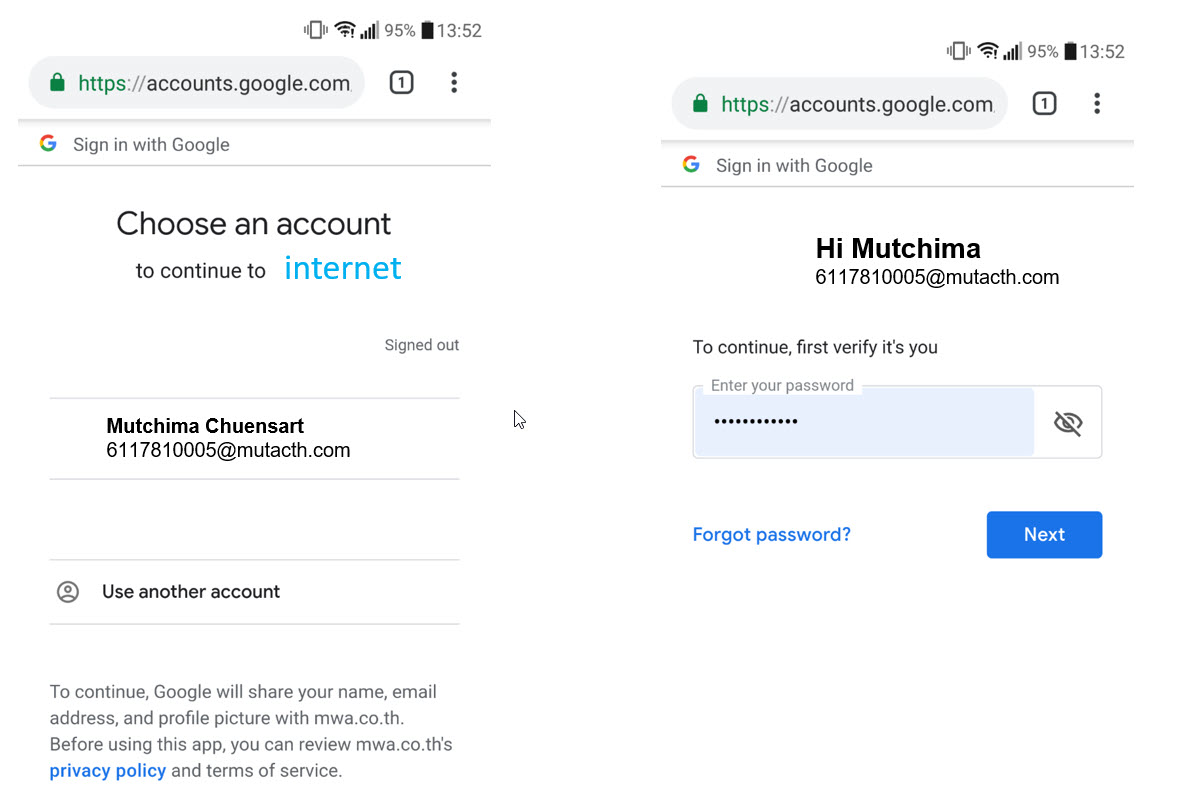 95% 13:52
https://accounts.google.com
1
Sign in with Google
Choose an account
to continue to internet
Signed out
Mutchima Chuensart
6117810005@mutacth.com
Use another account
To continue, Google will share your name, email
address, and profile picture with mwa.co.th.
Before using this app, you can review mwa.co.th's
privacy policy and terms of service.
95% 13:52
https://accounts.google.com
1
Sign in with Google
Hi Mutchima
6117810005@mutacth.com
To continue, first verify it's you
Enter your password
••••••••••••
Forgot password?
Next